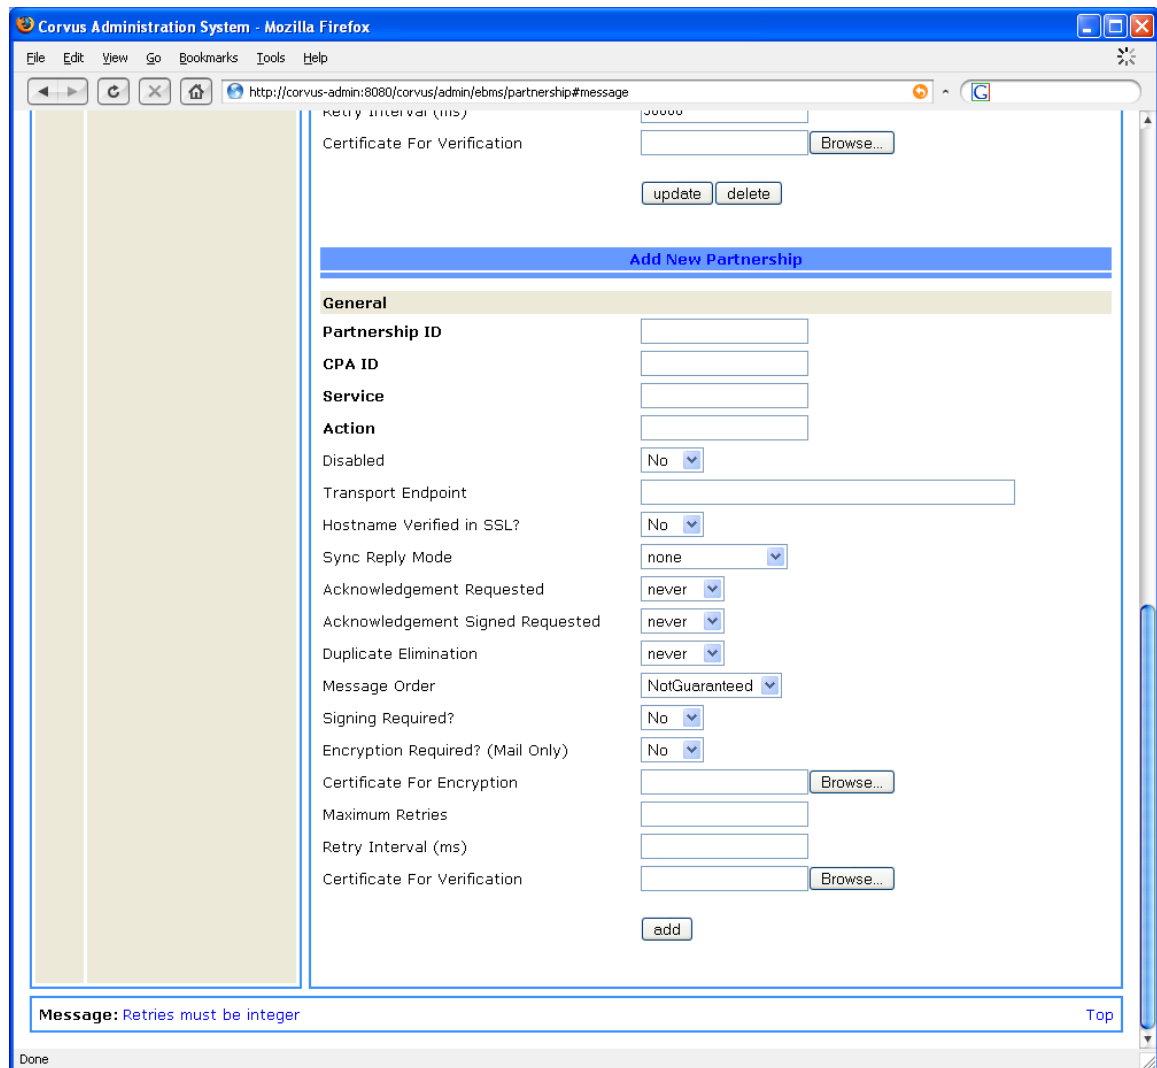 Corvus Administration System - Mozilla Firefox
File Edit View Go Bookmarks Tools Help
http://corvus-admin:8080/corvus/admin/ebms/partnership#message G
Retry Interval (ms)
Certificate For Verification Browse...
update delete
Add New Partnership
General
Partnership ID
CPA ID
Service
Action
Disabled No
Transport Endpoint
Hostname Verified in SSL? No
Sync Reply Mode none
Acknowledgement Requested never
Acknowledgement Signed Requested never
Duplicate Elimination never
Message Order NotGuaranteed
Signing Required? No
Encryption Required? (Mail Only) No
Certificate For Encryption Browse...
Maximum Retries
Retry Interval (ms)
Certificate For Verification Browse...
add
Message: Retries must be integer Top
Done